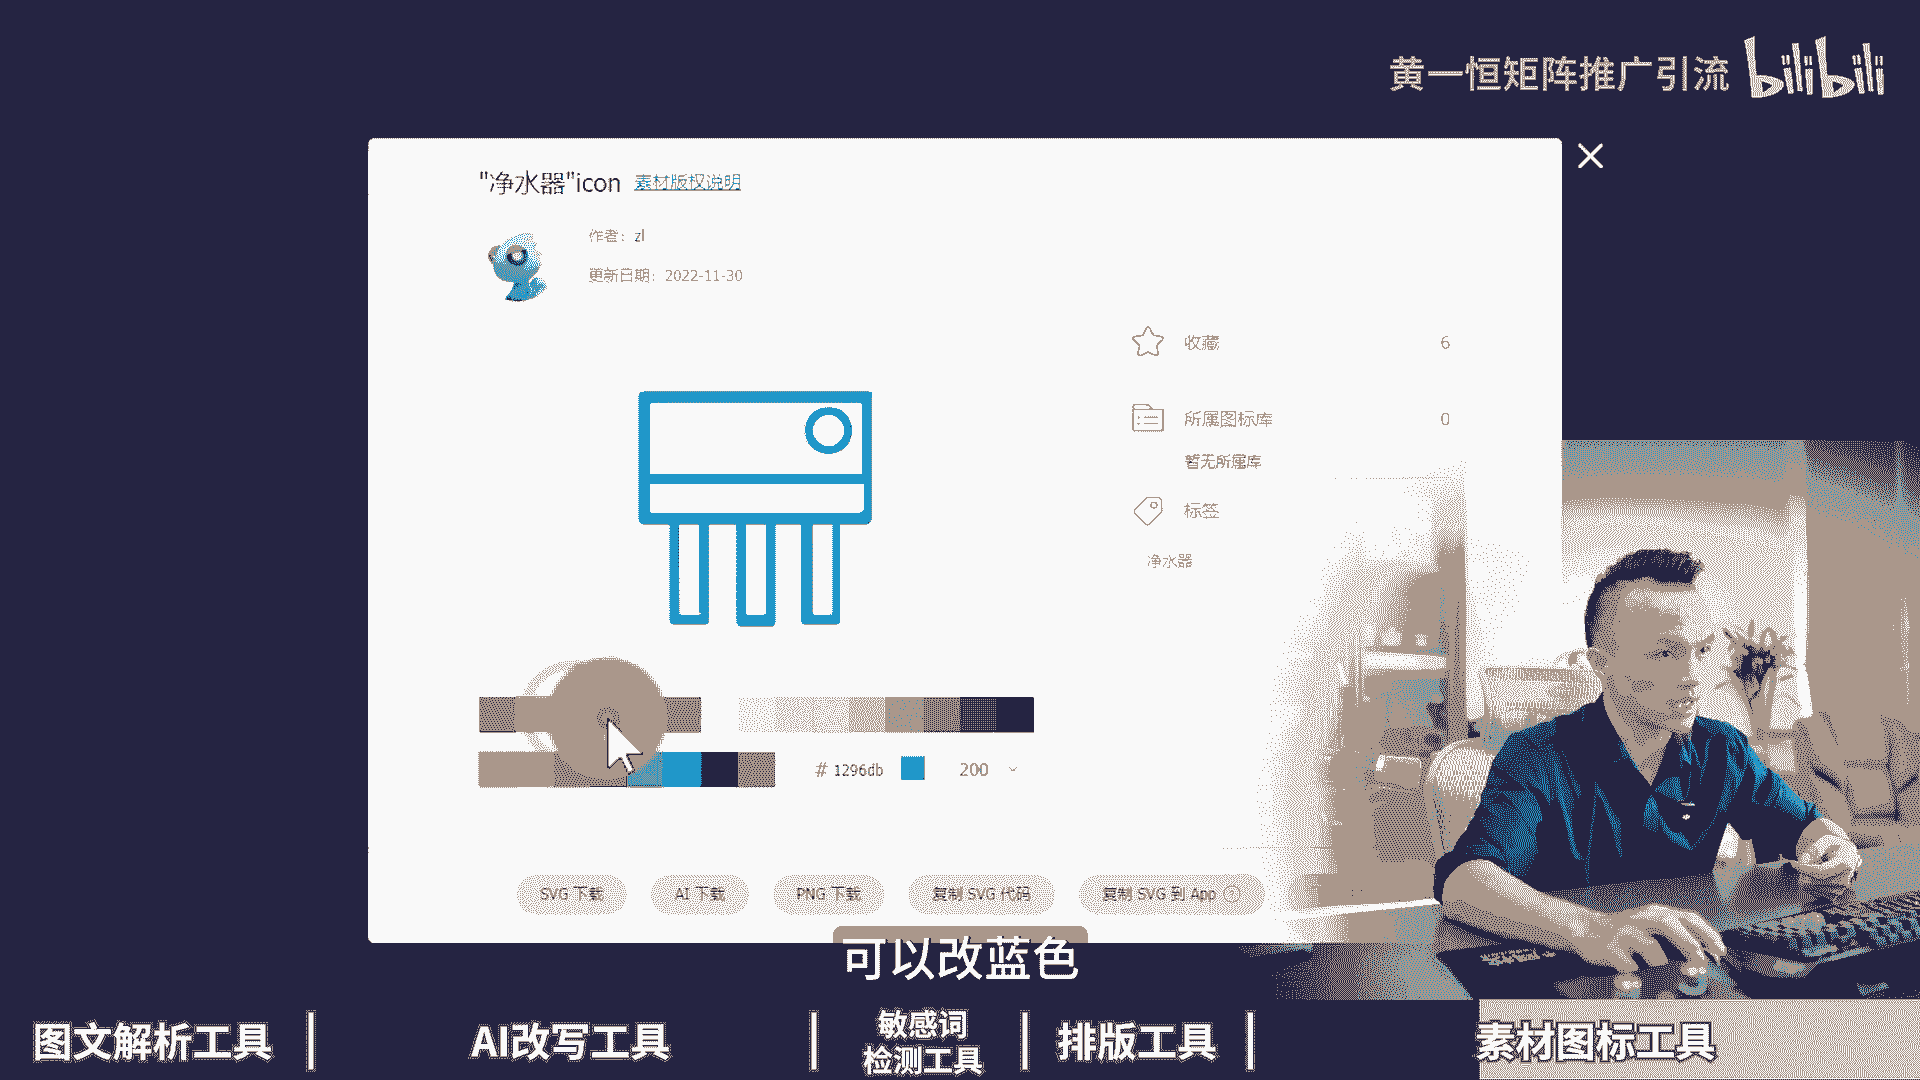 黄一恒矩阵推广引流 bilibili
"净水器"icon 素材版权说明
作者：zl
更新日期：2022-11-30
收藏 6
所属图标库 0
暂无所属库
标签
净水器
# 1296db 200
SVG 下载 AI 下载 PNG 下载 复制 SVG 代码 复制 SVG 到 App ?
可以改蓝色
图文解析工具 AI改写工具 敏感词 排版工具 素材图标工具
检测工具